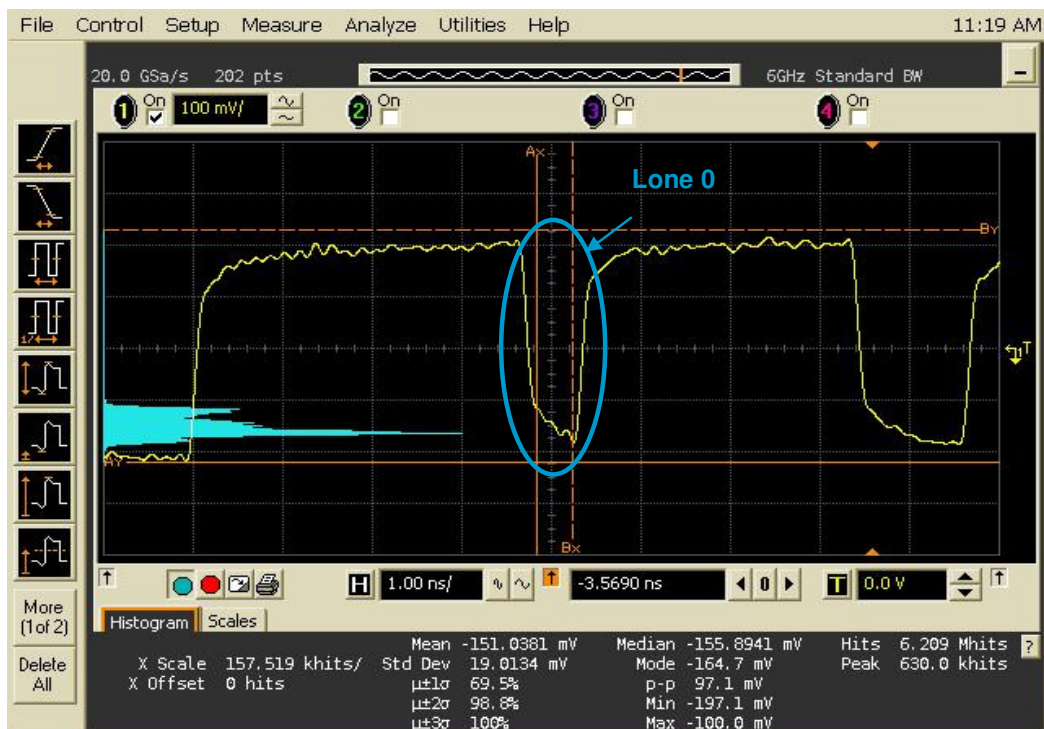 File Control Setup Measure Analyze Utilities Help 11:19 AM
20.0 GSa/s 202 pts 6GHz Standard BW
1 On 100 mV/ 2 On 3 On 4 On
Ax
Lone 0
By
T
Ay
Bx
H 1.00 ns/ -3.5690 ns 0 T 0.0 V
More
(1of 2)
Delete
All
Histogram Scales
Mean -151.0381 mV Median -155.8941 mV Hits 6.209 Mhits ?
X Scale 157.519 khits/ Std Dev 19.0134 mV Mode -164.7 mV Peak 630.0 khits
X Offset 0 hits µ±1σ 69.5% p-p 97.1 mV
µ±2σ 98.8% Min -197.1 mV
µ±3σ 100% Max -100.0 mV